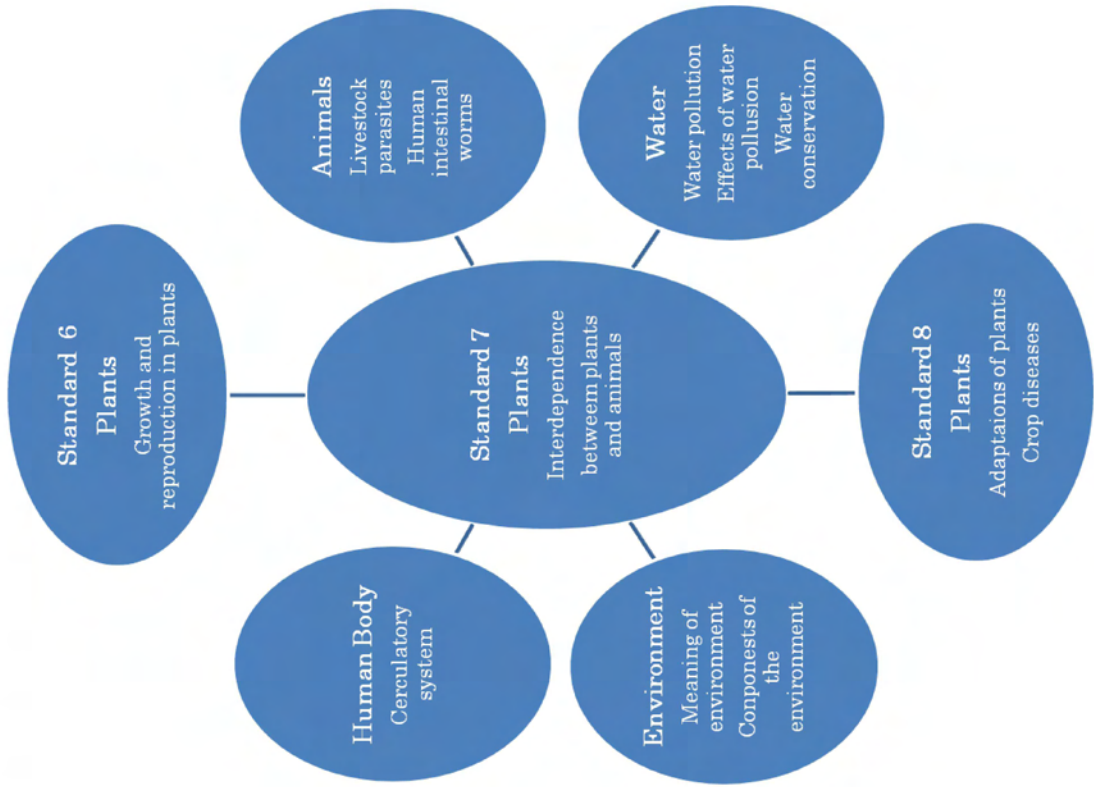 Standard 6
Plants
Growth and
reproduction in plants
Human Body
Cerculatory
system
Animals
Livestock
parasites
Human
intestinal
worms
Standard 7
Plants
Interdependence
betweem plants
and animals
Environment
Meaning of
environment
Conponests of
the
environment
Water
Water pollution
Effects of water
pollusion
Water
conservation
Standard 8
Plants
Adaptaions of plants
Crop diseases